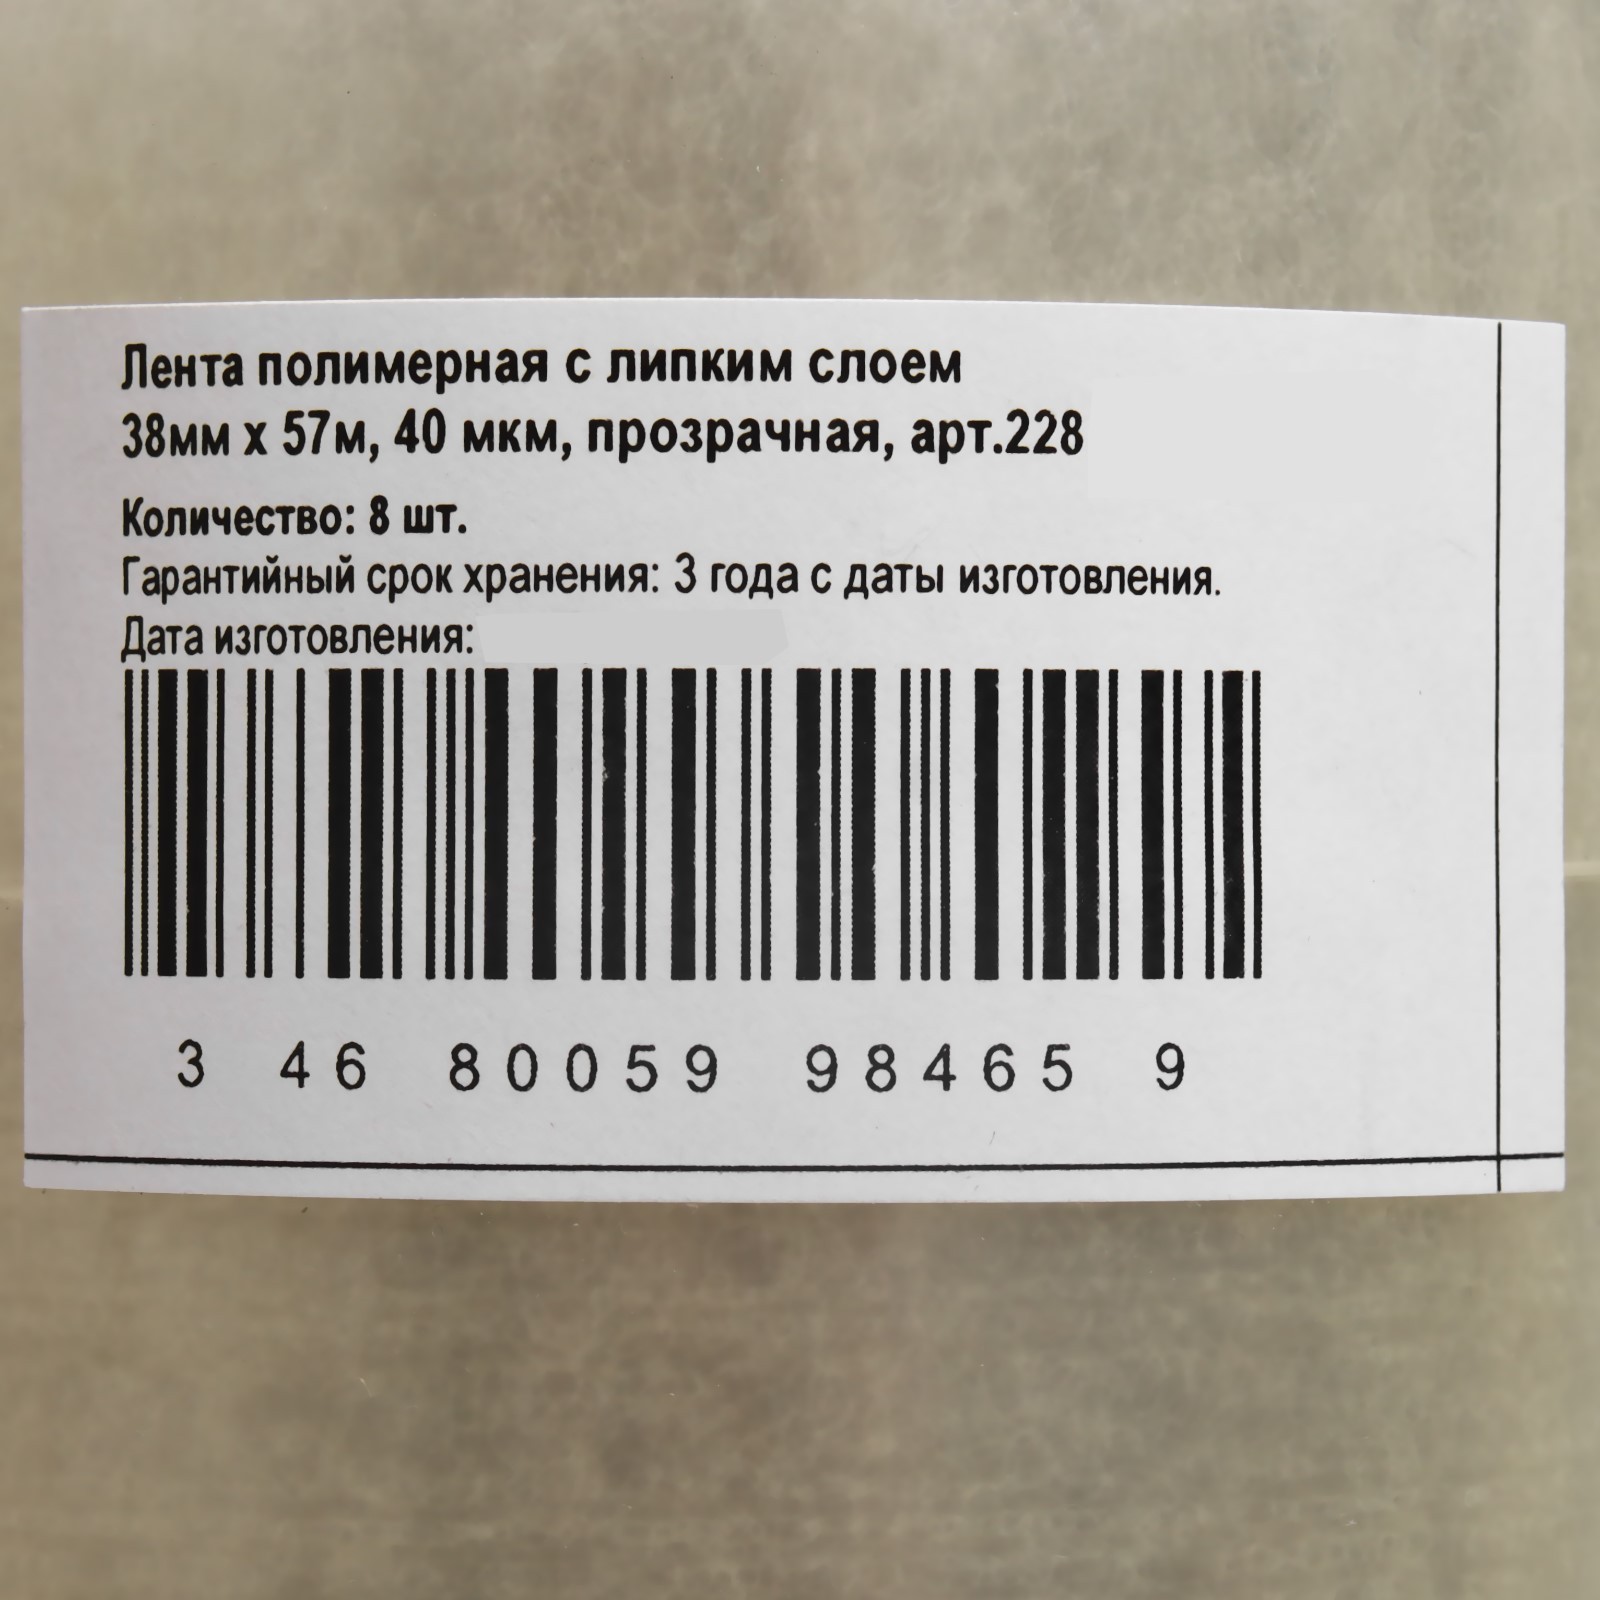 Лента полимерная с липким слоем
38мм х 57м, 40 мкм, прозрачная, арт.228
Количество: 8 шт.
Гарантийный срок хранения: 3 года с даты изготовления.
Дата изготовления:
3 46 80059 98465 9